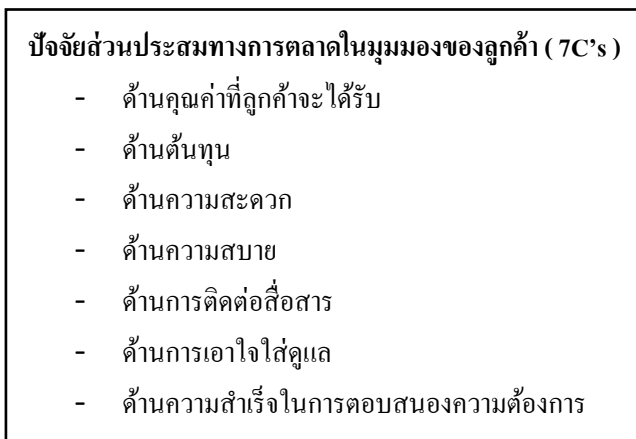 ปัจจัยส่วนประสมทางการตลาดในมุมมองของลูกค้า ( 7C’s )
- ด้านคุณค่าที่ลูกค้าจะได้รับ
- ด้านต้นทุน
- ด้านความสะดวก
- ด้านความสบาย
- ด้านการติดต่อสื่อสาร
- ด้านการเอาใจใส่ดูแล
- ด้านความสำเร็จในการตอบสนองความต้องการ